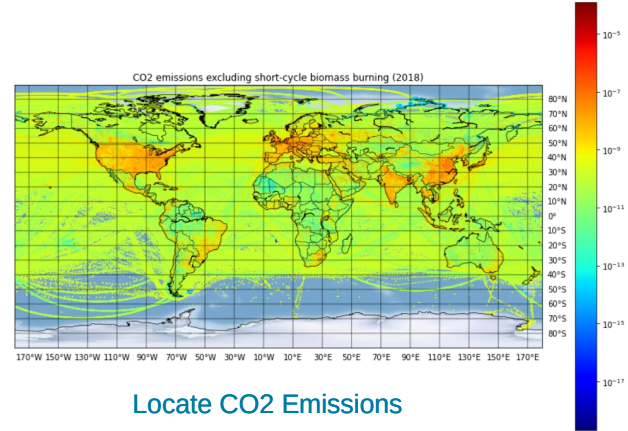 CO2 emissions excluding short-cycle biomass burning (2018)
80°N
70°N
60°N
50°N
40°N
30°N
20°N
10°N
0°
10°S
20°S
30°S
40°S
50°S
60°S
70°S
80°S
170°W 150°W 130°W 110°W 90°W 70°W 50°W 30°W 10°W 10°E 30°E 50°E 70°E 90°E 110°E 130°E 150°E 170°E
10⁻⁵
10⁻⁷
10⁻⁹
10⁻¹¹
10⁻¹³
10⁻¹⁵
10⁻¹⁷
Locate CO2 Emissions